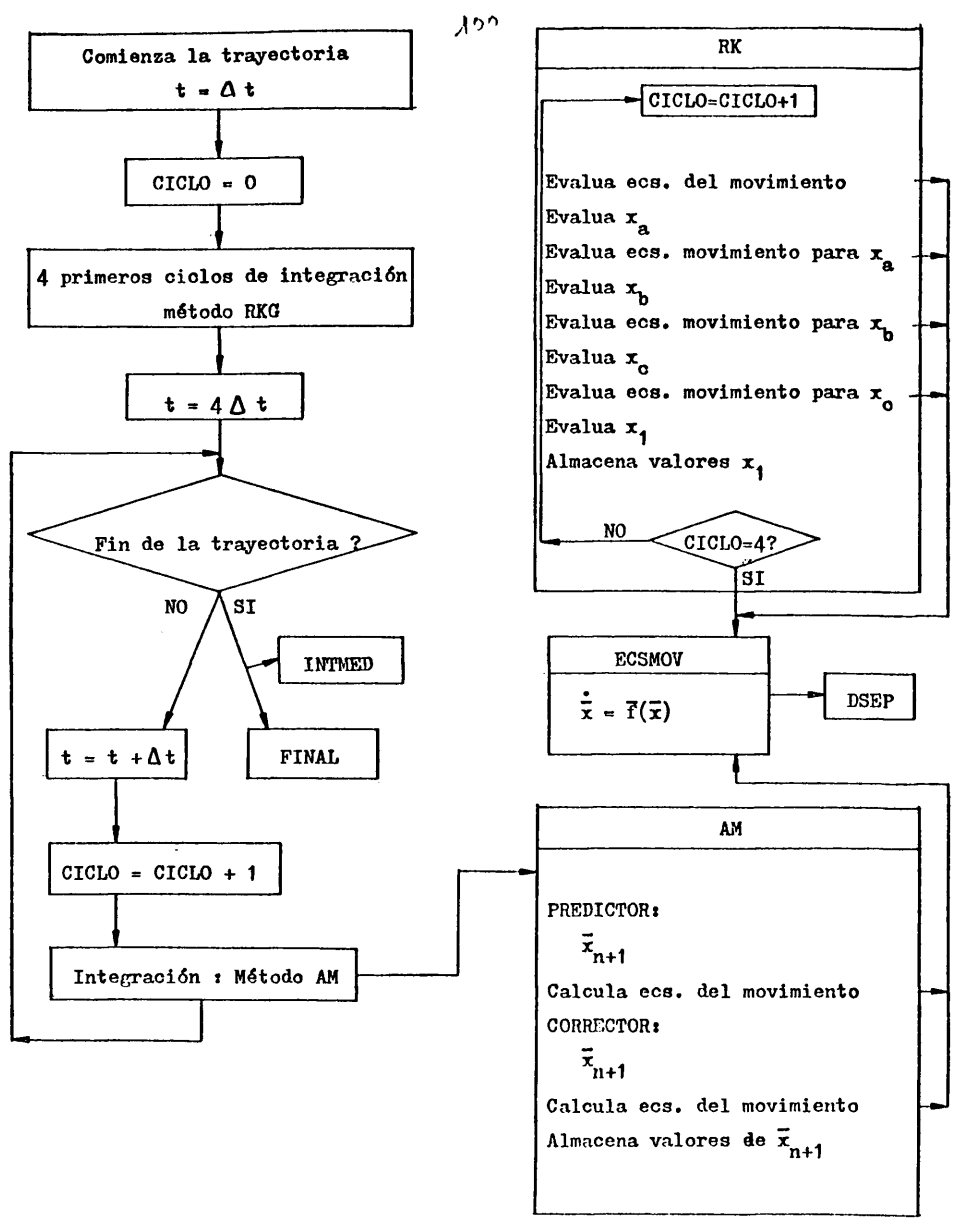 100
Comienza la trayectoria
t = Δ t
CICLO = 0
4 primeros ciclos de integración
método RKG
t = 4 Δ t
Fin de la trayectoria ?
NO
SI
INTMED
FINAL
t = t + Δ t
CICLO = CICLO + 1
Integración : Método AM
RK
CICLO=CICLO+1
Evalua ecs. del movimiento
Evalua x_a
Evalua ecs. movimiento para x_a
Evalua x_b
Evalua ecs. movimiento para x_b
Evalua x_c
Evalua ecs. movimiento para x_c
Evalua x_1
Almacena valores x_1
NO
CICLO=4?
SI
ECSMOV
ẋ̄ = f̄(x̄)
DSEP
AM
PREDICTOR:
x̄_n+1
Calcula ecs. del movimiento
CORRECTOR:
x̄_n+1
Calcula ecs. del movimiento
Almacena valores de x̄_n+1